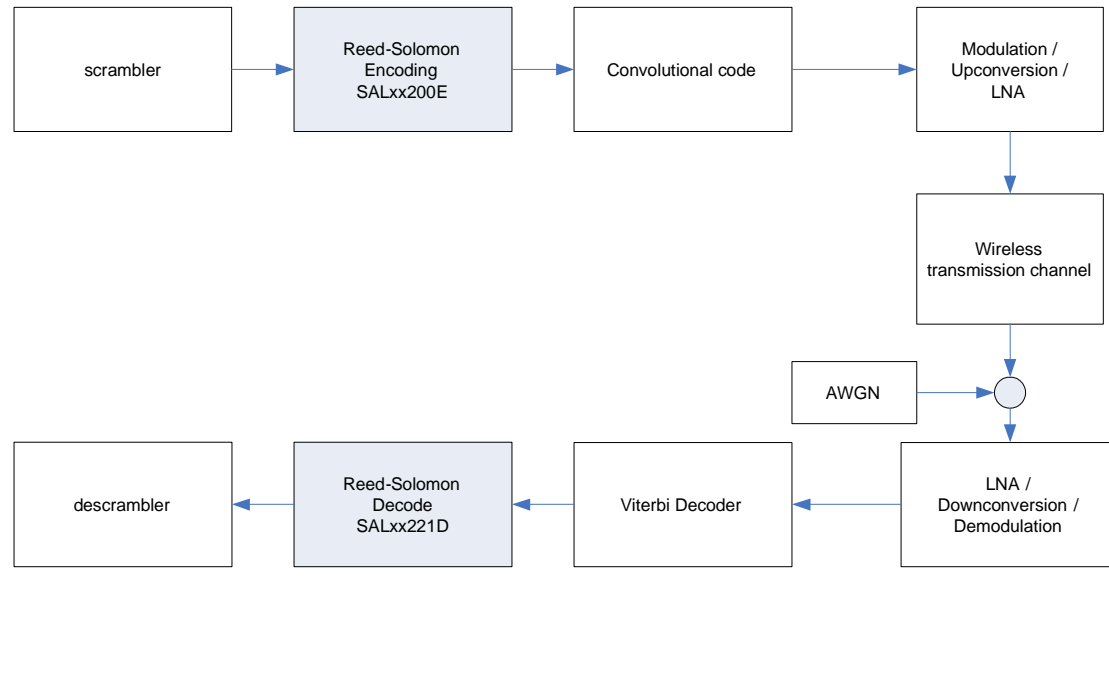 scrambler
Reed-Solomon
Encoding
SALxx200E
Convolutional code
Modulation /
Upconversion /
LNA
Wireless
transmission channel
AWGN
descrambler
Reed-Solomon
Decode
SALxx221D
Viterbi Decoder
LNA /
Downconversion /
Demodulation